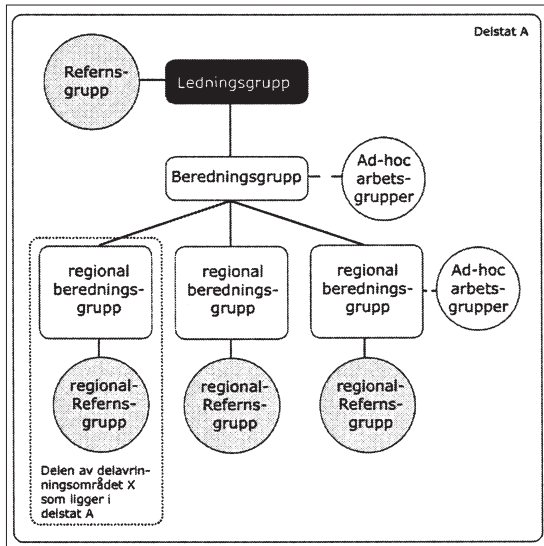 Delstat A
Referns-
grupp
Ledningsgrupp
Beredningsgrupp
Ad-hoc
arbets-
grupper
regional
berednings-
grupp
regional
berednings-
grupp
regional
berednings-
grupp
Ad-hoc
arbets-
grupper
regional-
Referns-
grupp
regional-
Referns-
grupp
regional-
Referns-
grupp
Delen av delavrin-
ningsområdet X
som ligger i
delstat A